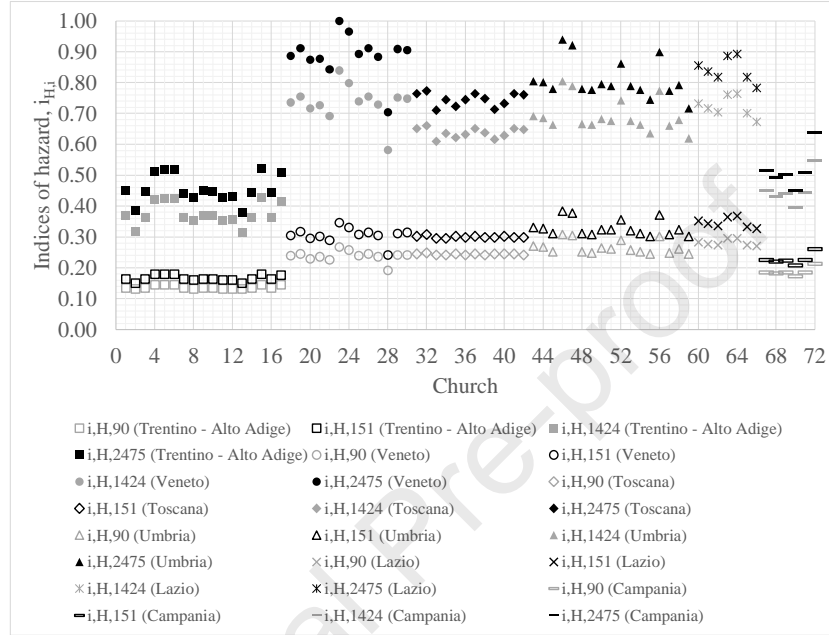 1.00
0.90
0.80
0.70
0.60
0.50
0.40
0.30
0.20
0.10
0.00
Indices of hazard, iH,i
0 4 8 12 16 20 24 28 32 36 40 44 48 52 56 60 64 68 72
Church
i,H,90 (Trentino - Alto Adige) i,H,151 (Trentino - Alto Adige) i,H,1424 (Trentino - Alto Adige)
i,H,2475 (Trentino - Alto Adige) i,H,90 (Veneto) i,H,151 (Veneto)
i,H,1424 (Veneto) i,H,2475 (Veneto) i,H,90 (Toscana)
i,H,151 (Toscana) i,H,1424 (Toscana) i,H,2475 (Toscana)
i,H,90 (Umbria) i,H,151 (Umbria) i,H,1424 (Umbria)
i,H,2475 (Umbria) i,H,90 (Lazio) i,H,151 (Lazio)
i,H,1424 (Lazio) i,H,2475 (Lazio) i,H,90 (Campania)
i,H,151 (Campania) i,H,1424 (Campania) i,H,2475 (Campania)
al Pre-proof